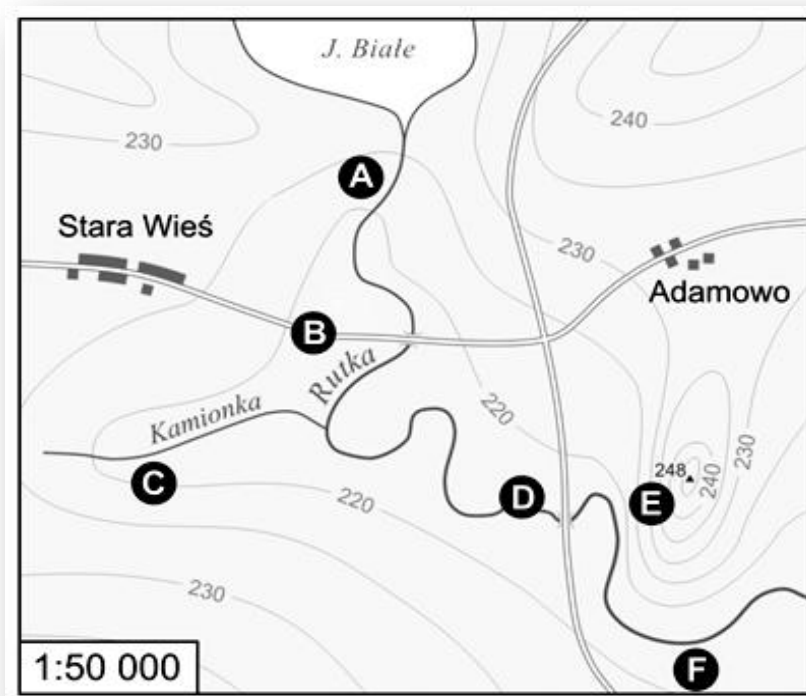 J. Białe
230
240
A
Stara Wieś
230
Adamowo
B
Rutka
220
Kamionka
230
248
240
C
220
D
E
230
1:50 000
F